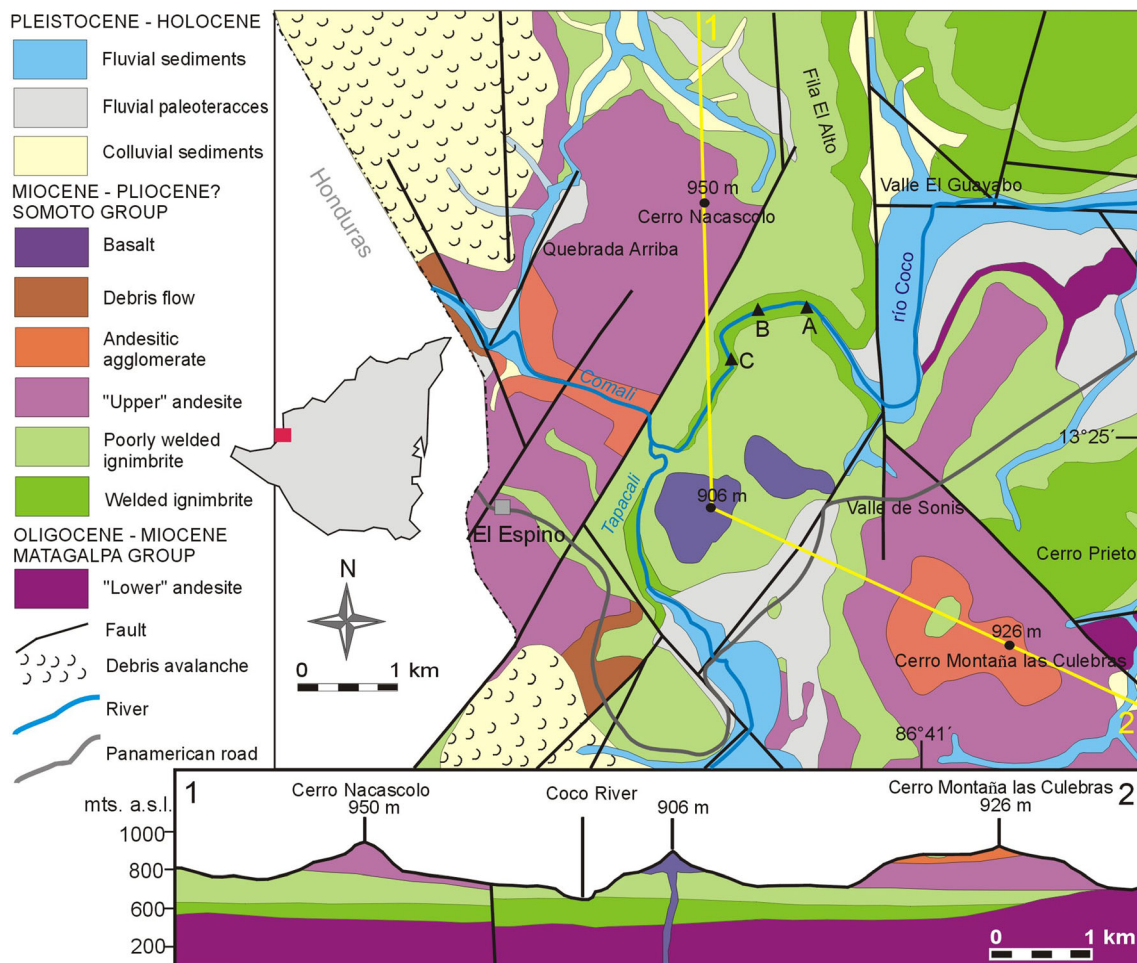 PLEISTOCENE - HOLOCENE
Fluvial sediments
Fluvial paleoteracces
Colluvial sediments
MIOCENE - PLIOCENE?
SOMOTO GROUP
Basalt
Debris flow
Andesitic
agglomerate
"Upper" andesite
Poorly welded
ignimbrite
Welded ignimbrite
OLIGOCENE - MIOCENE
MATAGALPA GROUP
"Lower" andesite
Fault
Debris avalanche
River
Panamerican road
N
0 1 km
Honduras
1
Fila El Alto
950 m
Cerro Nacascolo
Valle El Guayabo
Quebrada Arriba
río Coco
B
A
C
Comali
13°25´
Tapacali
906 m
Valle de Sonis
El Espino
Cerro Prieto
926 m
Cerro Montaña las Culebras
86°41´
2
1
mts. a.s.l.
Cerro Nacascolo
950 m
Coco River
906 m
Cerro Montaña las Culebras
926 m
2
1000
800
600
200
0 1 km